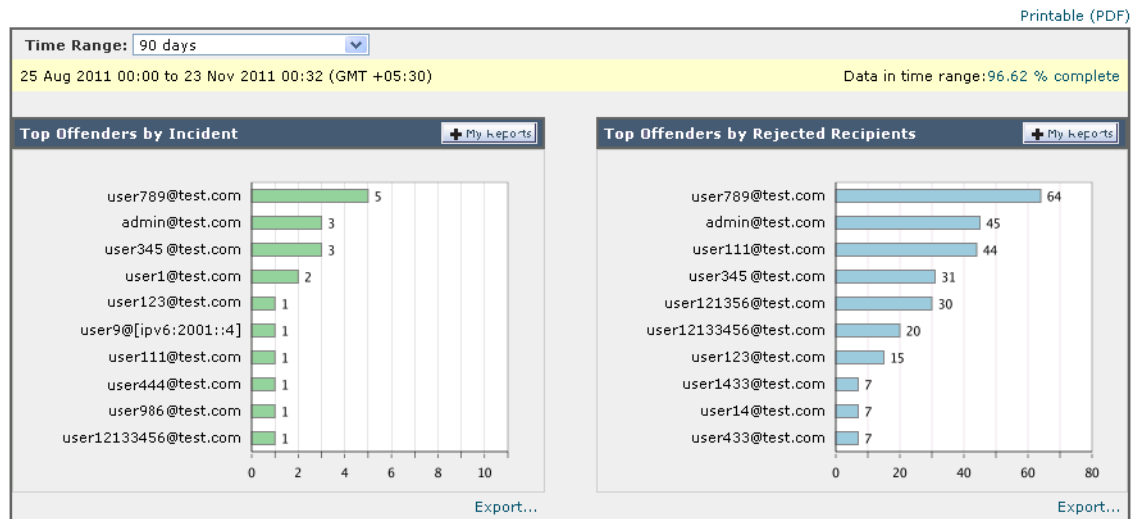 Printable (PDF)
Time Range: 90 days
25 Aug 2011 00:00 to 23 Nov 2011 00:32 (GMT +05:30)
Data in time range:96.62 % complete
Top Offenders by Incident
My Reports
user789@test.com 5
admin@test.com 3
user345@test.com 3
user1@test.com 2
user123@test.com 1
user9@[ipv6:2001::4] 1
user111@test.com 1
user444@test.com 1
user986@test.com 1
user12133456@test.com 1
0 2 4 6 8 10
Export...
Top Offenders by Rejected Recipients
My Reports
user789@test.com 64
admin@test.com 45
user111@test.com 44
user345@test.com 31
user121356@test.com 30
user12133456@test.com 20
user123@test.com 15
user1433@test.com 7
user14@test.com 7
user433@test.com 7
0 20 40 60 80
Export...